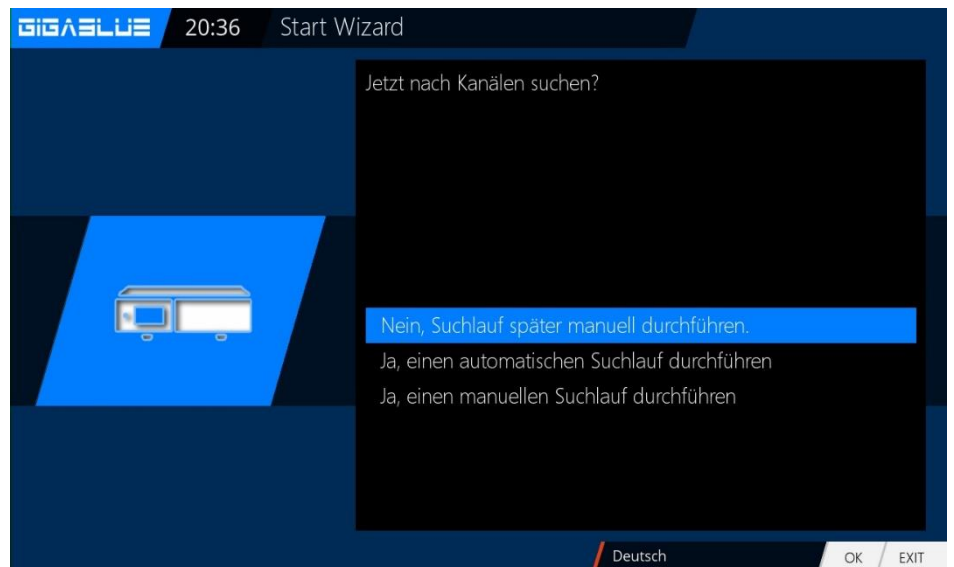 GIGABLUE 20:36 Start Wizard
Jetzt nach Kanälen suchen?
Nein, Suchlauf später manuell durchführen.
Ja, einen automatischen Suchlauf durchführen
Ja, einen manuellen Suchlauf durchführen
Deutsch OK EXIT